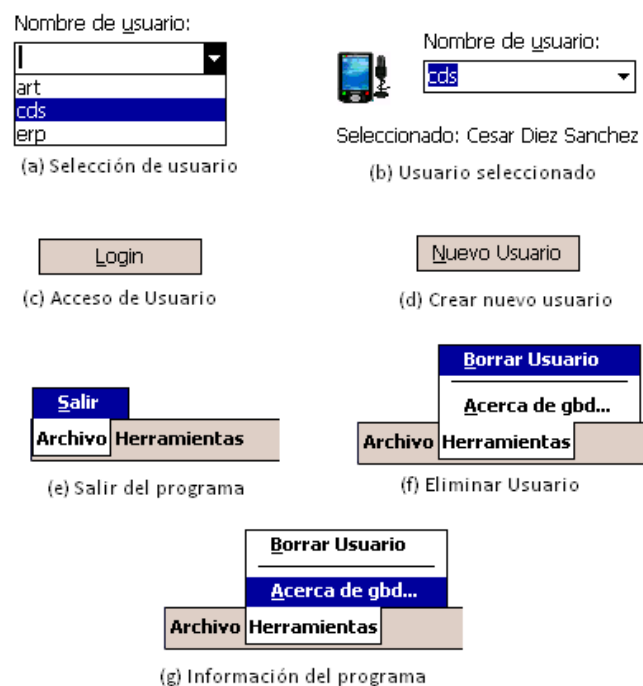 Nombre de usuario:
art
cds
erp
(a) Selección de usuario
Nombre de usuario:
cds
Seleccionado: Cesar Diez Sanchez
(b) Usuario seleccionado
Login
(c) Acceso de Usuario
Nuevo Usuario
(d) Crear nuevo usuario
Salir
Archivo Herramientas
(e) Salir del programa
Borrar Usuario
Acerca de gbd...
Archivo Herramientas
(f) Eliminar Usuario
Borrar Usuario
Acerca de gbd...
Archivo Herramientas
(g) Información del programa